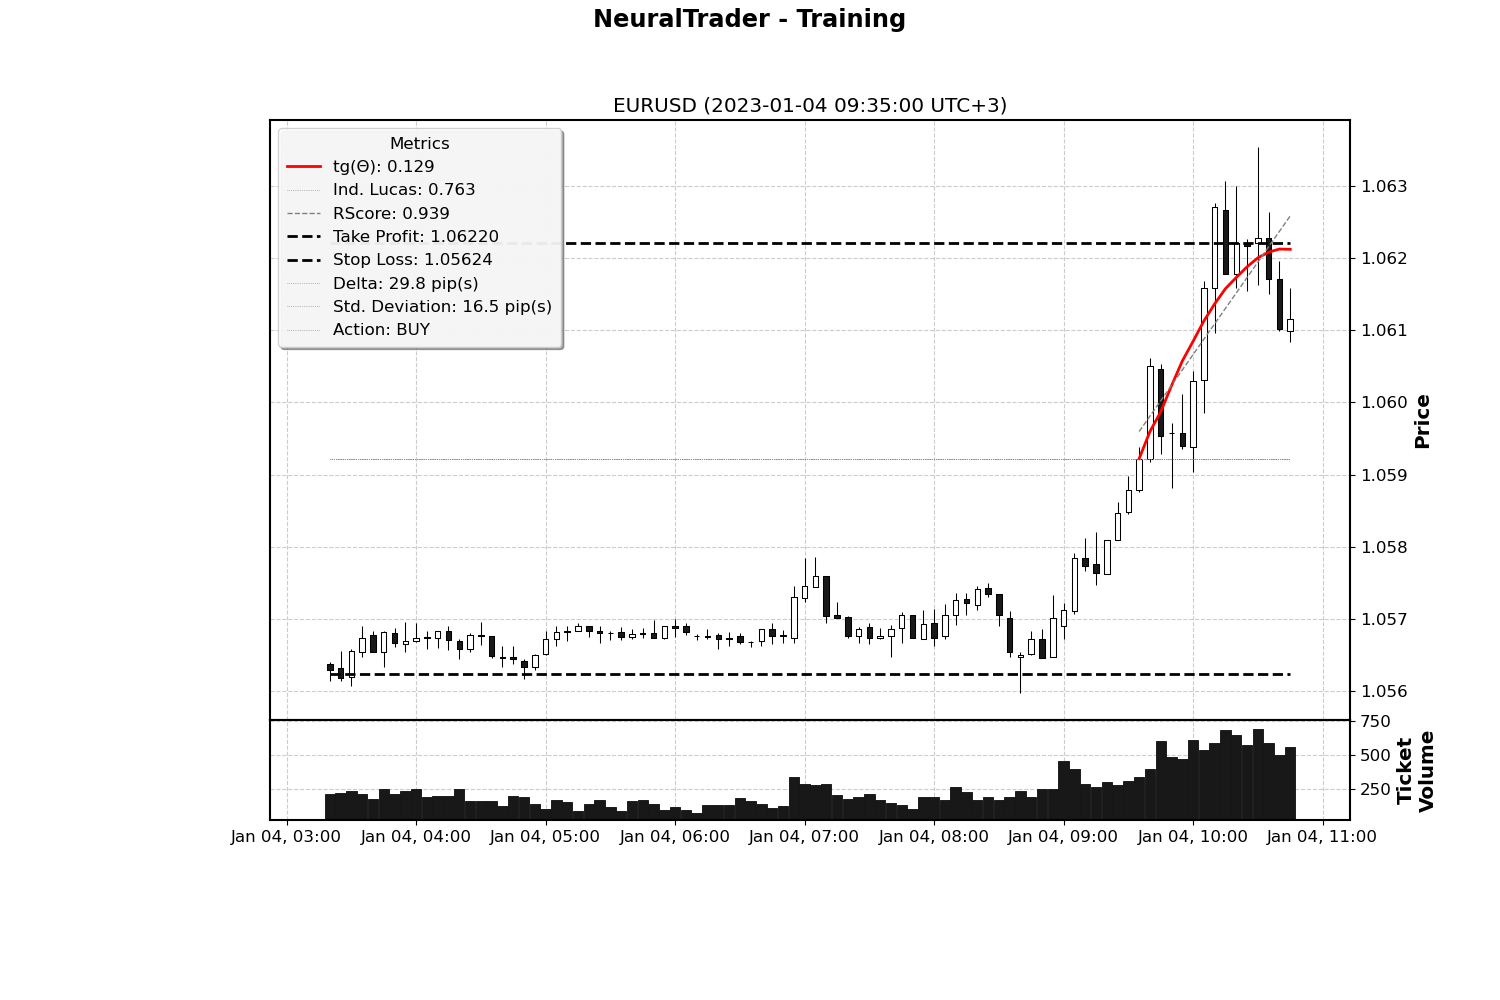 NeuralTrader - Training
EURUSD (2023-01-04 09:35:00 UTC+3)
Metrics
tg(Θ): 0.129
Ind. Lucas: 0.763
RScore: 0.939
Take Profit: 1.06220
Stop Loss: 1.05624
Delta: 29.8 pip(s)
Std. Deviation: 16.5 pip(s)
Action: BUY
1.063
1.062
1.061
1.060
1.059
1.058
1.057
1.056
Price
750
500
250
Ticket
Volume
Jan 04, 03:00
Jan 04, 04:00
Jan 04, 05:00
Jan 04, 06:00
Jan 04, 07:00
Jan 04, 08:00
Jan 04, 09:00
Jan 04, 10:00
Jan 04, 11:00